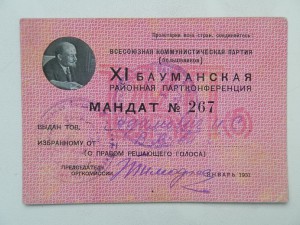 Пролетарии всех стран, соединяйтесь!
ВСЕСОЮЗНАЯ КОММУНИСТИЧЕСКАЯ ПАРТИЯ
(большевиков)
XI БАУМАНСКАЯ
РАЙОННАЯ ПАРТКОНФЕРЕНЦИЯ
МАНДАТ № 267
ВЫДАН ТОВ.
ИЗБРАННОМУ ОТ
(С ПРАВОМ РЕШАЮЩЕГО ГОЛОСА)
ПРЕДСЕДАТЕЛЬ
ОРГКОМИССИИ
ЯНВАРЬ